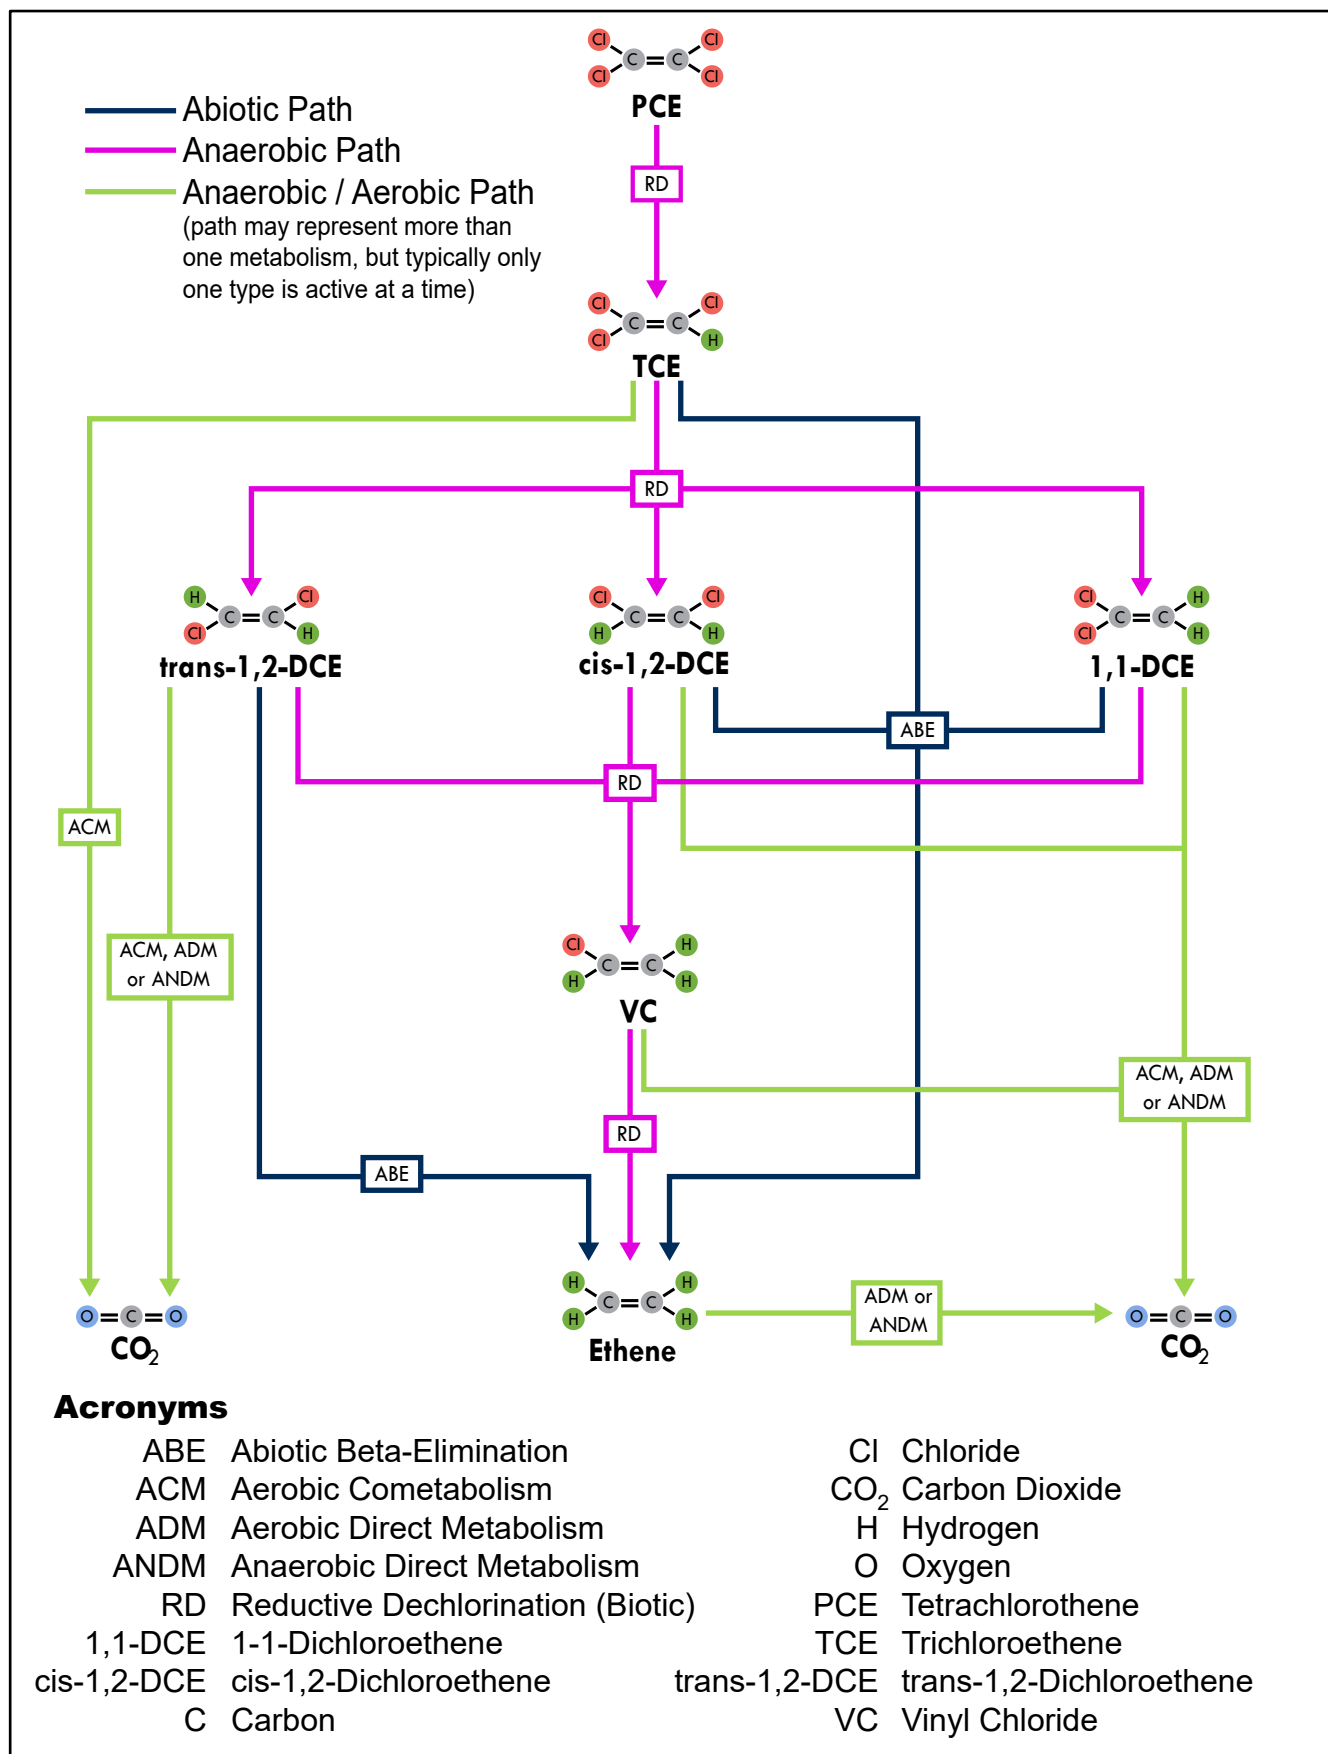 Cl Cl
C C
Cl Cl
PCE
Abiotic Path
Anaerobic Path
Anaerobic / Aerobic Path
(path may represent more than
one metabolism, but typically only
one type is active at a time)
RD
Cl Cl
C C
Cl H
TCE
RD
H Cl
C C
Cl H
trans-1,2-DCE
Cl Cl
C C
H H
cis-1,2-DCE
Cl H
C C
Cl H
1,1-DCE
ABE
RD
ACM
ACM, ADM
or ANDM
Cl H
C C
H H
VC
ACM, ADM
or ANDM
RD
ABE
H H
C C
H H
Ethene
ADM or
ANDM
O C O
CO2
O C O
CO2
Acronyms
ABE Abiotic Beta-Elimination
ACM Aerobic Cometabolism
ADM Aerobic Direct Metabolism
ANDM Anaerobic Direct Metabolism
RD Reductive Dechlorination (Biotic)
1,1-DCE 1-1-Dichloroethene
cis-1,2-DCE cis-1,2-Dichloroethene
C Carbon
Cl Chloride
CO2 Carbon Dioxide
H Hydrogen
O Oxygen
PCE Tetrachlorothene
TCE Trichloroethene
trans-1,2-DCE trans-1,2-Dichloroethene
VC Vinyl Chloride